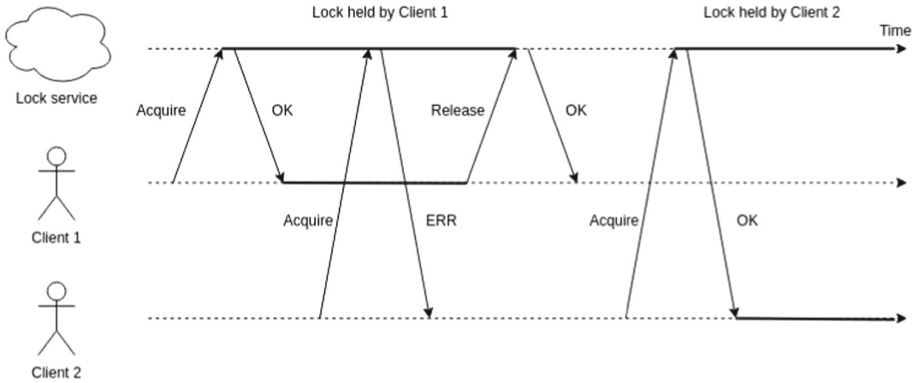 Lock held by Client 1
Lock held by Client 2
Time
Lock service
Acquire
OK
Release
OK
Client 1
Acquire
ERR
Acquire
OK
Client 2